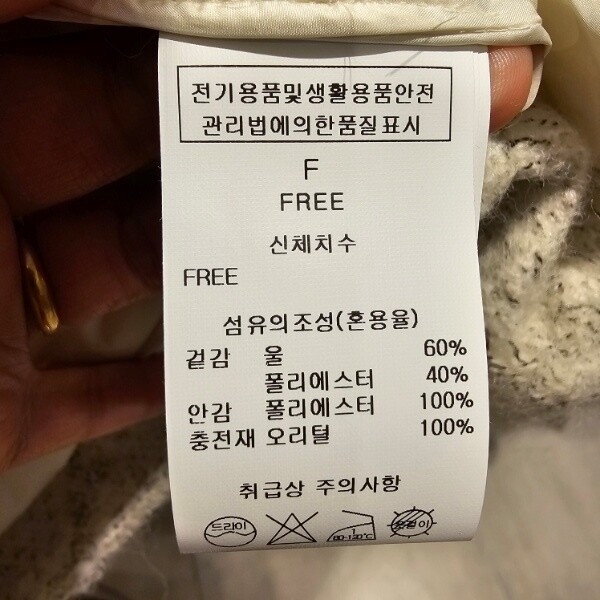 전기용품및생활용품안전
관리법에의한품질표시
F
FREE
신체치수
FREE
섬유의조성(혼용율)
겉감 울 60%
폴리에스터 40%
안감 폴리에스터 100%
충전재 오리털 100%
취급상 주의사항
드라이